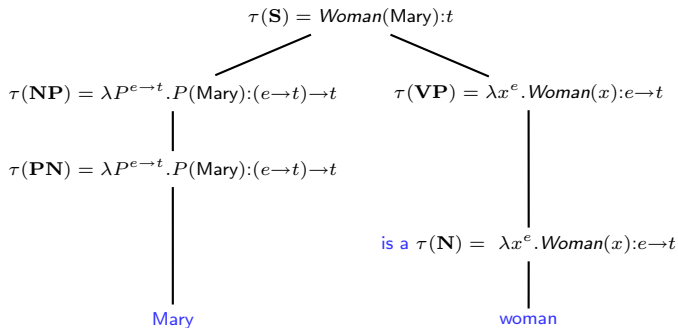 τ(S) = Woman(Mary):t
τ(NP) = λP^{e→t}.P(Mary):(e→t)→t
τ(VP) = λx^e.Woman(x):e→t
τ(PN) = λP^{e→t}.P(Mary):(e→t)→t
is a τ(N) = λx^e.Woman(x):e→t
Mary
woman